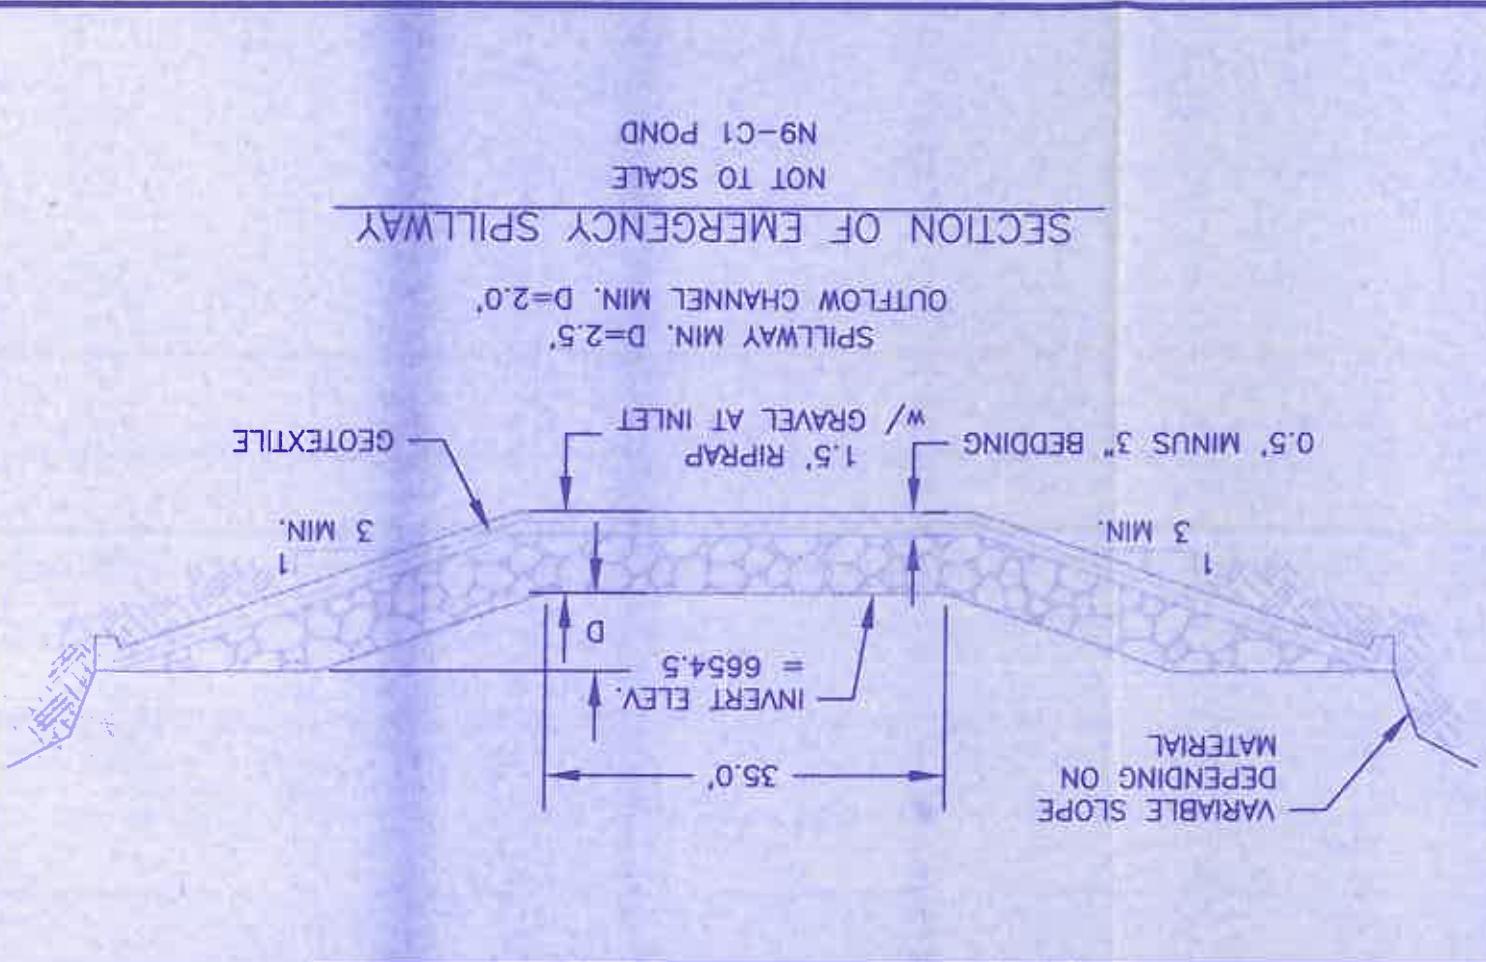 VARIABLE SLOPE
DEPENDING ON
MATERIAL
35.0'
INVERT ELEV.
= 6654.5
D
1
3 MIN.
1
3 MIN.
0.5' MINUS 3" BEDDING
1.5' RIPRAP
W/ GRAVEL AT INLET
GEOTEXTILE
SPILLWAY MIN. D=2.5'
OUTFLOW CHANNEL MIN. D=2.0'
SECTION OF EMERGENCY SPILLWAY
NOT TO SCALE
N9-C1 POND